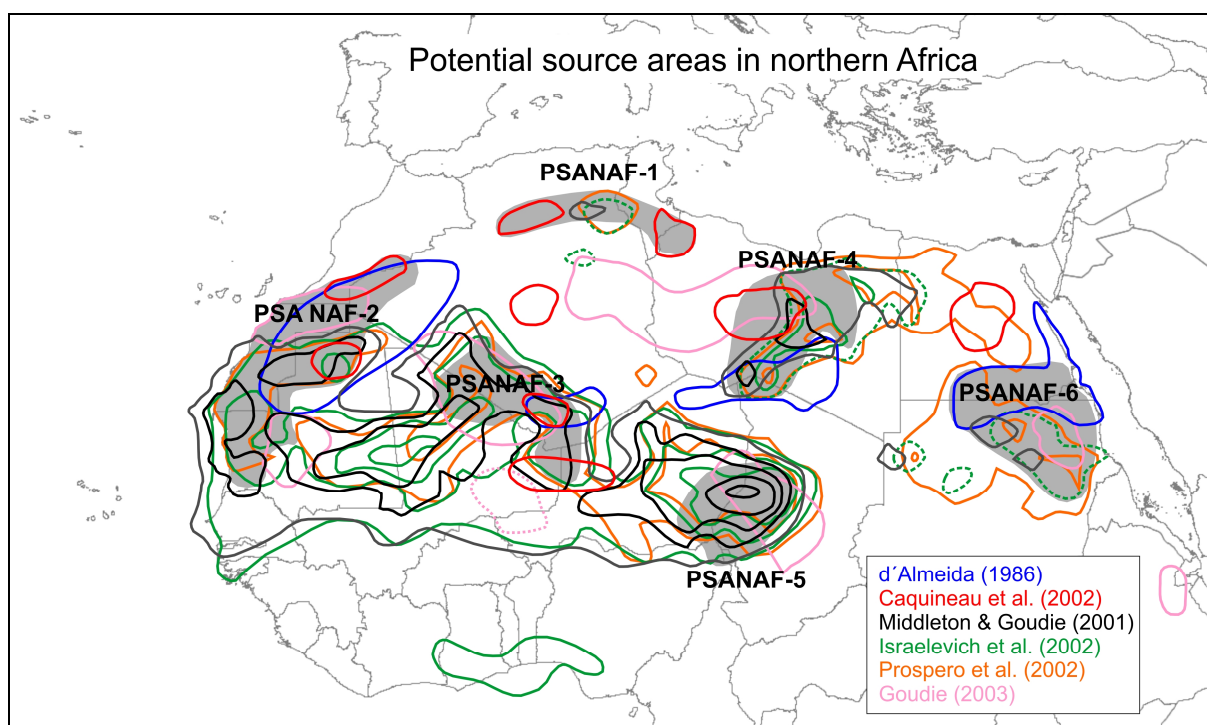 Potential source areas in northern Africa
PSANAF-1
PSANAF-4
PSA NAF-2
PSANAF-3
PSANAF-6
PSANAF-5
d´Almeida (1986)
Caquineau et al. (2002)
Middleton & Goudie (2001)
Israelevich et al. (2002)
Prospero et al. (2002)
Goudie (2003)